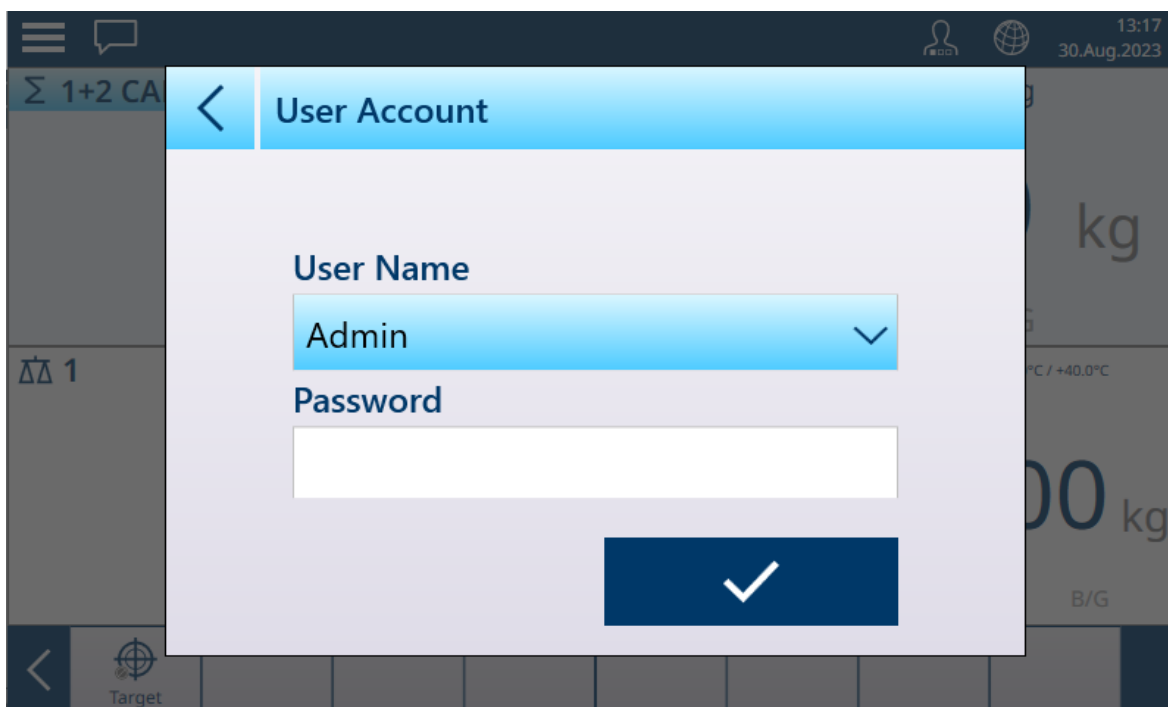 13:17
30.Aug.2023
Σ 1+2
User Account
kg
User Name
Admin
1
°C / +40.0°C
Password
00 kg
B/G
Target